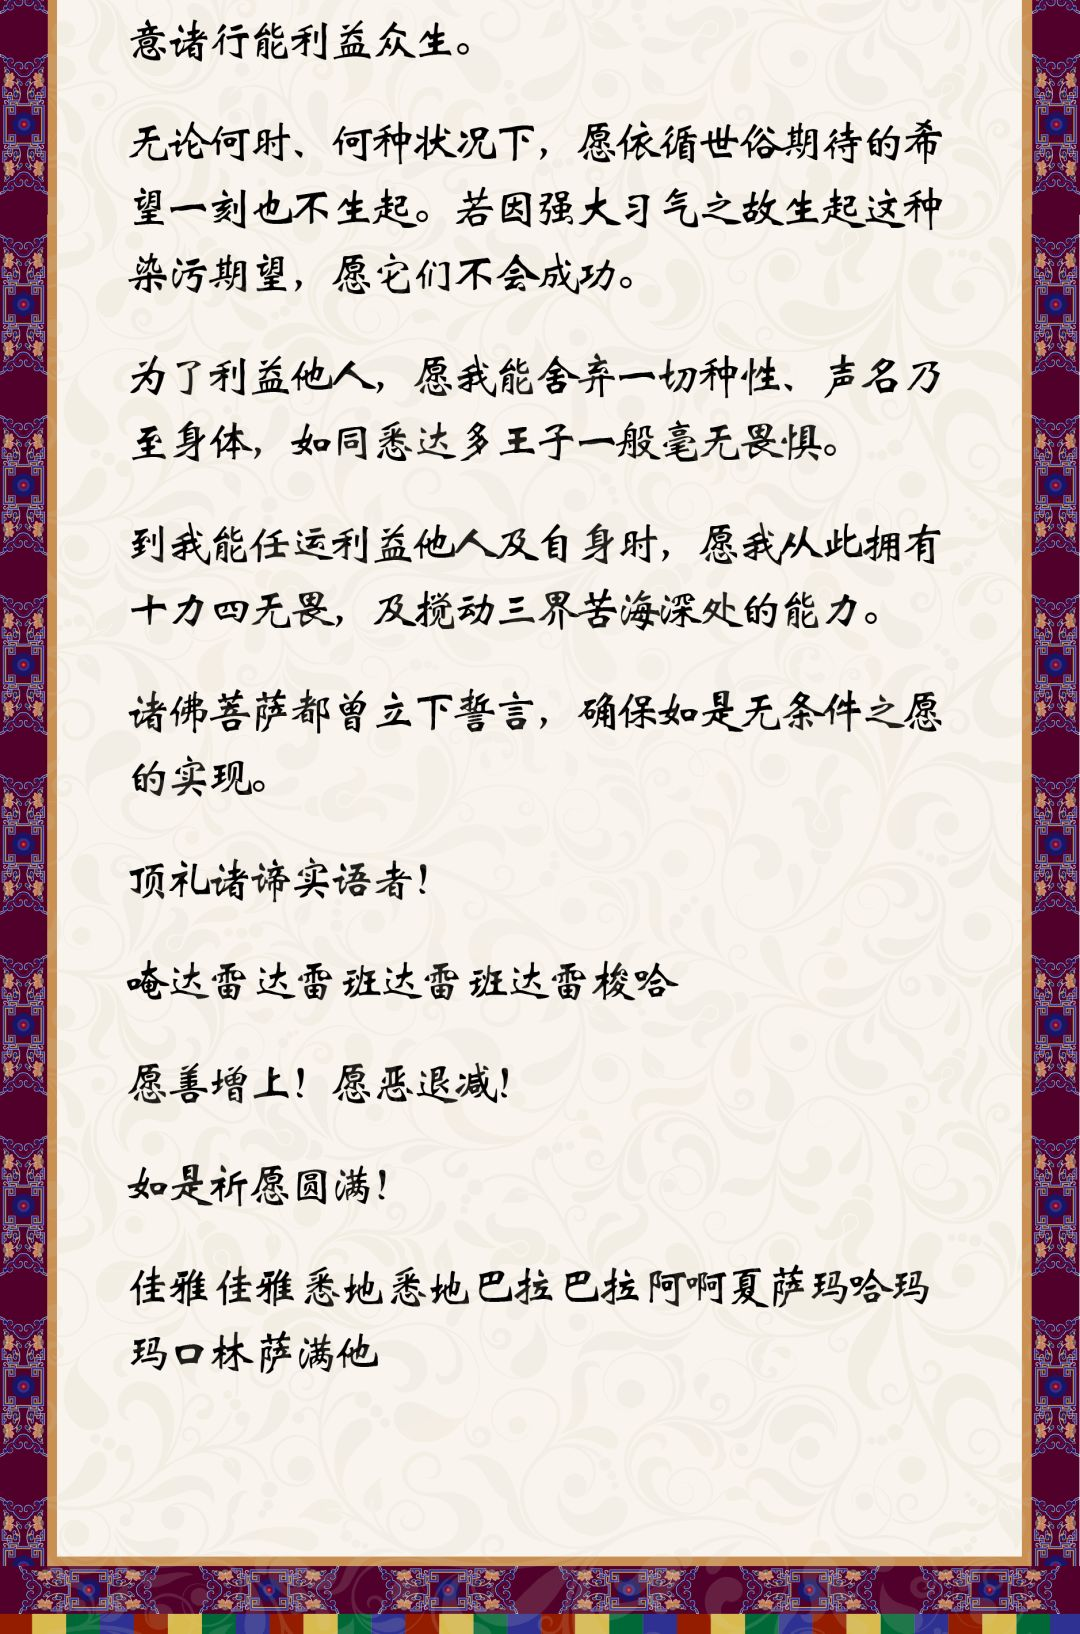 意诸行能利益众生。
无论何时、何种状况下，愿依循世俗期待的希
望一刻也不生起。若因强大习气之故生起这种
染污期望，愿它们不会成功。
为了利益他人，愿我能舍弃一切种性、声名乃
至身体，如同悉达多王子一般毫无畏惧。
到我能任运利益他人及自身时，愿我从此拥有
十力四无畏，及搅动三界苦海深处的能力。
诸佛菩萨都曾立下誓言，确保如是无条件之愿
的实现。
顶礼诸谛实语者！
唵达雷 达雷 班达雷 班达雷 梭哈
愿善增上！愿恶退减！
如是祈愿圆满！
佳雅 佳雅 悉地悉地 巴拉 巴拉 阿啊夏萨玛哈玛
玛口林 萨满他